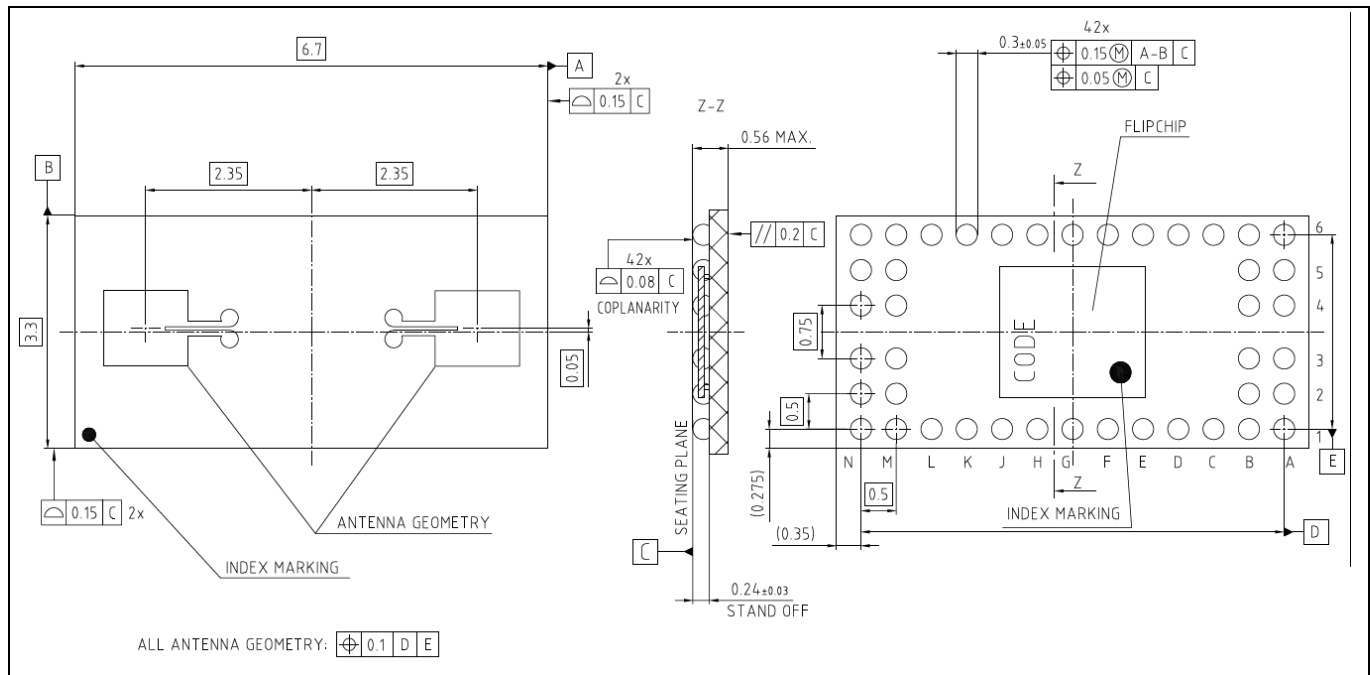 6.7
A
2x
⌓ 0.15 C
B
2.35
2.35
3.3
0.05
⌓ 0.15 C 2x
ANTENNA GEOMETRY
INDEX MARKING
ALL ANTENNA GEOMETRY: ⌖ 0.1 D E
Z-Z
0.56 MAX.
// 0.2 C
42x
⌓ 0.08 C
COPLANARITY
SEATING PLANE
C
0.24±0.03
STAND OFF
42x
0.3±0.05
⌖ 0.15 Ⓜ A-B C
⌖ 0.05 Ⓜ C
FLIPCHIP
Z
6
5
4
3
2
1
CODE
0.75
0.5
N M L K J H G F E D C B A
E
Z
(0.275)
0.5
INDEX MARKING
(0.35)
D